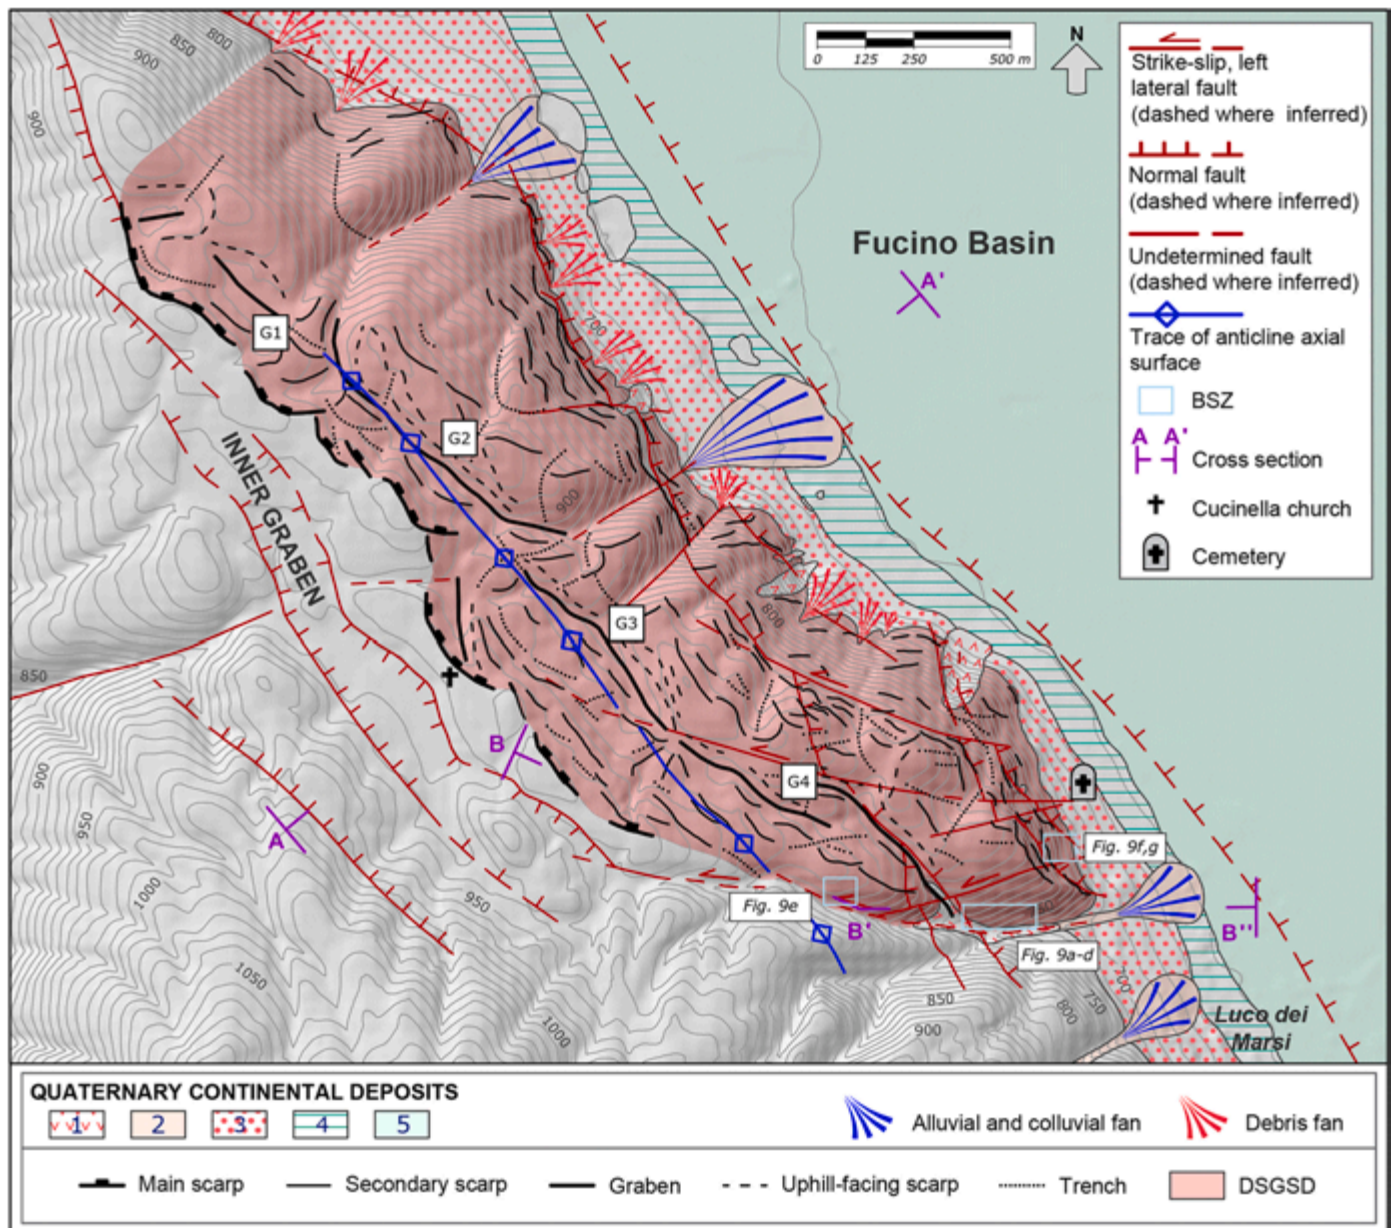 800
850
900
900
N
0 125 250 500 m
Strike-slip, left
lateral fault
(dashed where inferred)
Normal fault
(dashed where inferred)
Undetermined fault
(dashed where inferred)
Trace of anticline axial
surface
BSZ
A A'
Cross section
Cucinella church
Cemetery
Fucino Basin
A'
700
G1
G2
900
INNER GRABEN
G3
800
850
B
G4
900
950
A
Fig. 9f,g
1000
950
Fig. 9e
B'
B''
Fig. 9a-d
1050
700
750
800
850
900
1000
Luco dei
Marsi
QUATERNARY CONTINENTAL DEPOSITS
1 2 3 4 5
Alluvial and colluvial fan
Debris fan
Main scarp
Secondary scarp
Graben
Uphill-facing scarp
Trench
DSGSD